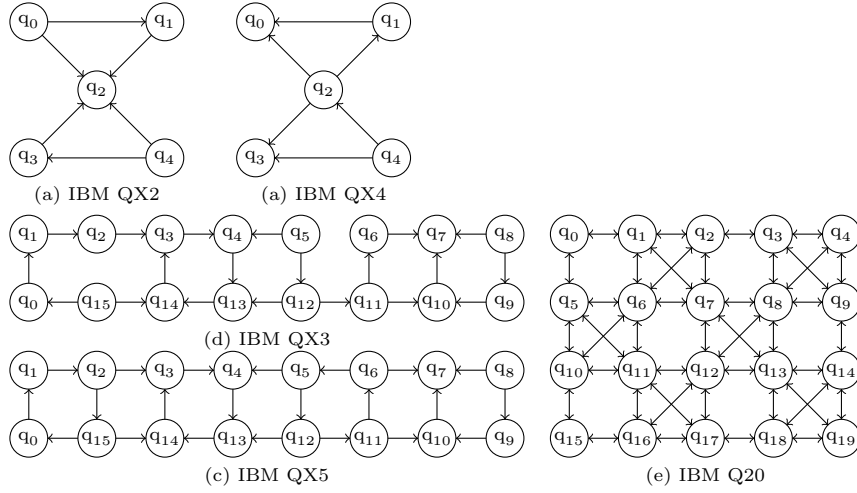 q0 q1 q0 q1
q2 q2
q3 q4 q3 q4
(a) IBM QX2 (a) IBM QX4
q1 q2 q3 q4 q5 q6 q7 q8 q0 q1 q2 q3 q4
q0 q15 q14 q13 q12 q11 q10 q9 q5 q6 q7 q8 q9
(d) IBM QX3
q1 q2 q3 q4 q5 q6 q7 q8 q10 q11 q12 q13 q14
q0 q15 q14 q13 q12 q11 q10 q9 q15 q16 q17 q18 q19
(c) IBM QX5 (e) IBM Q20